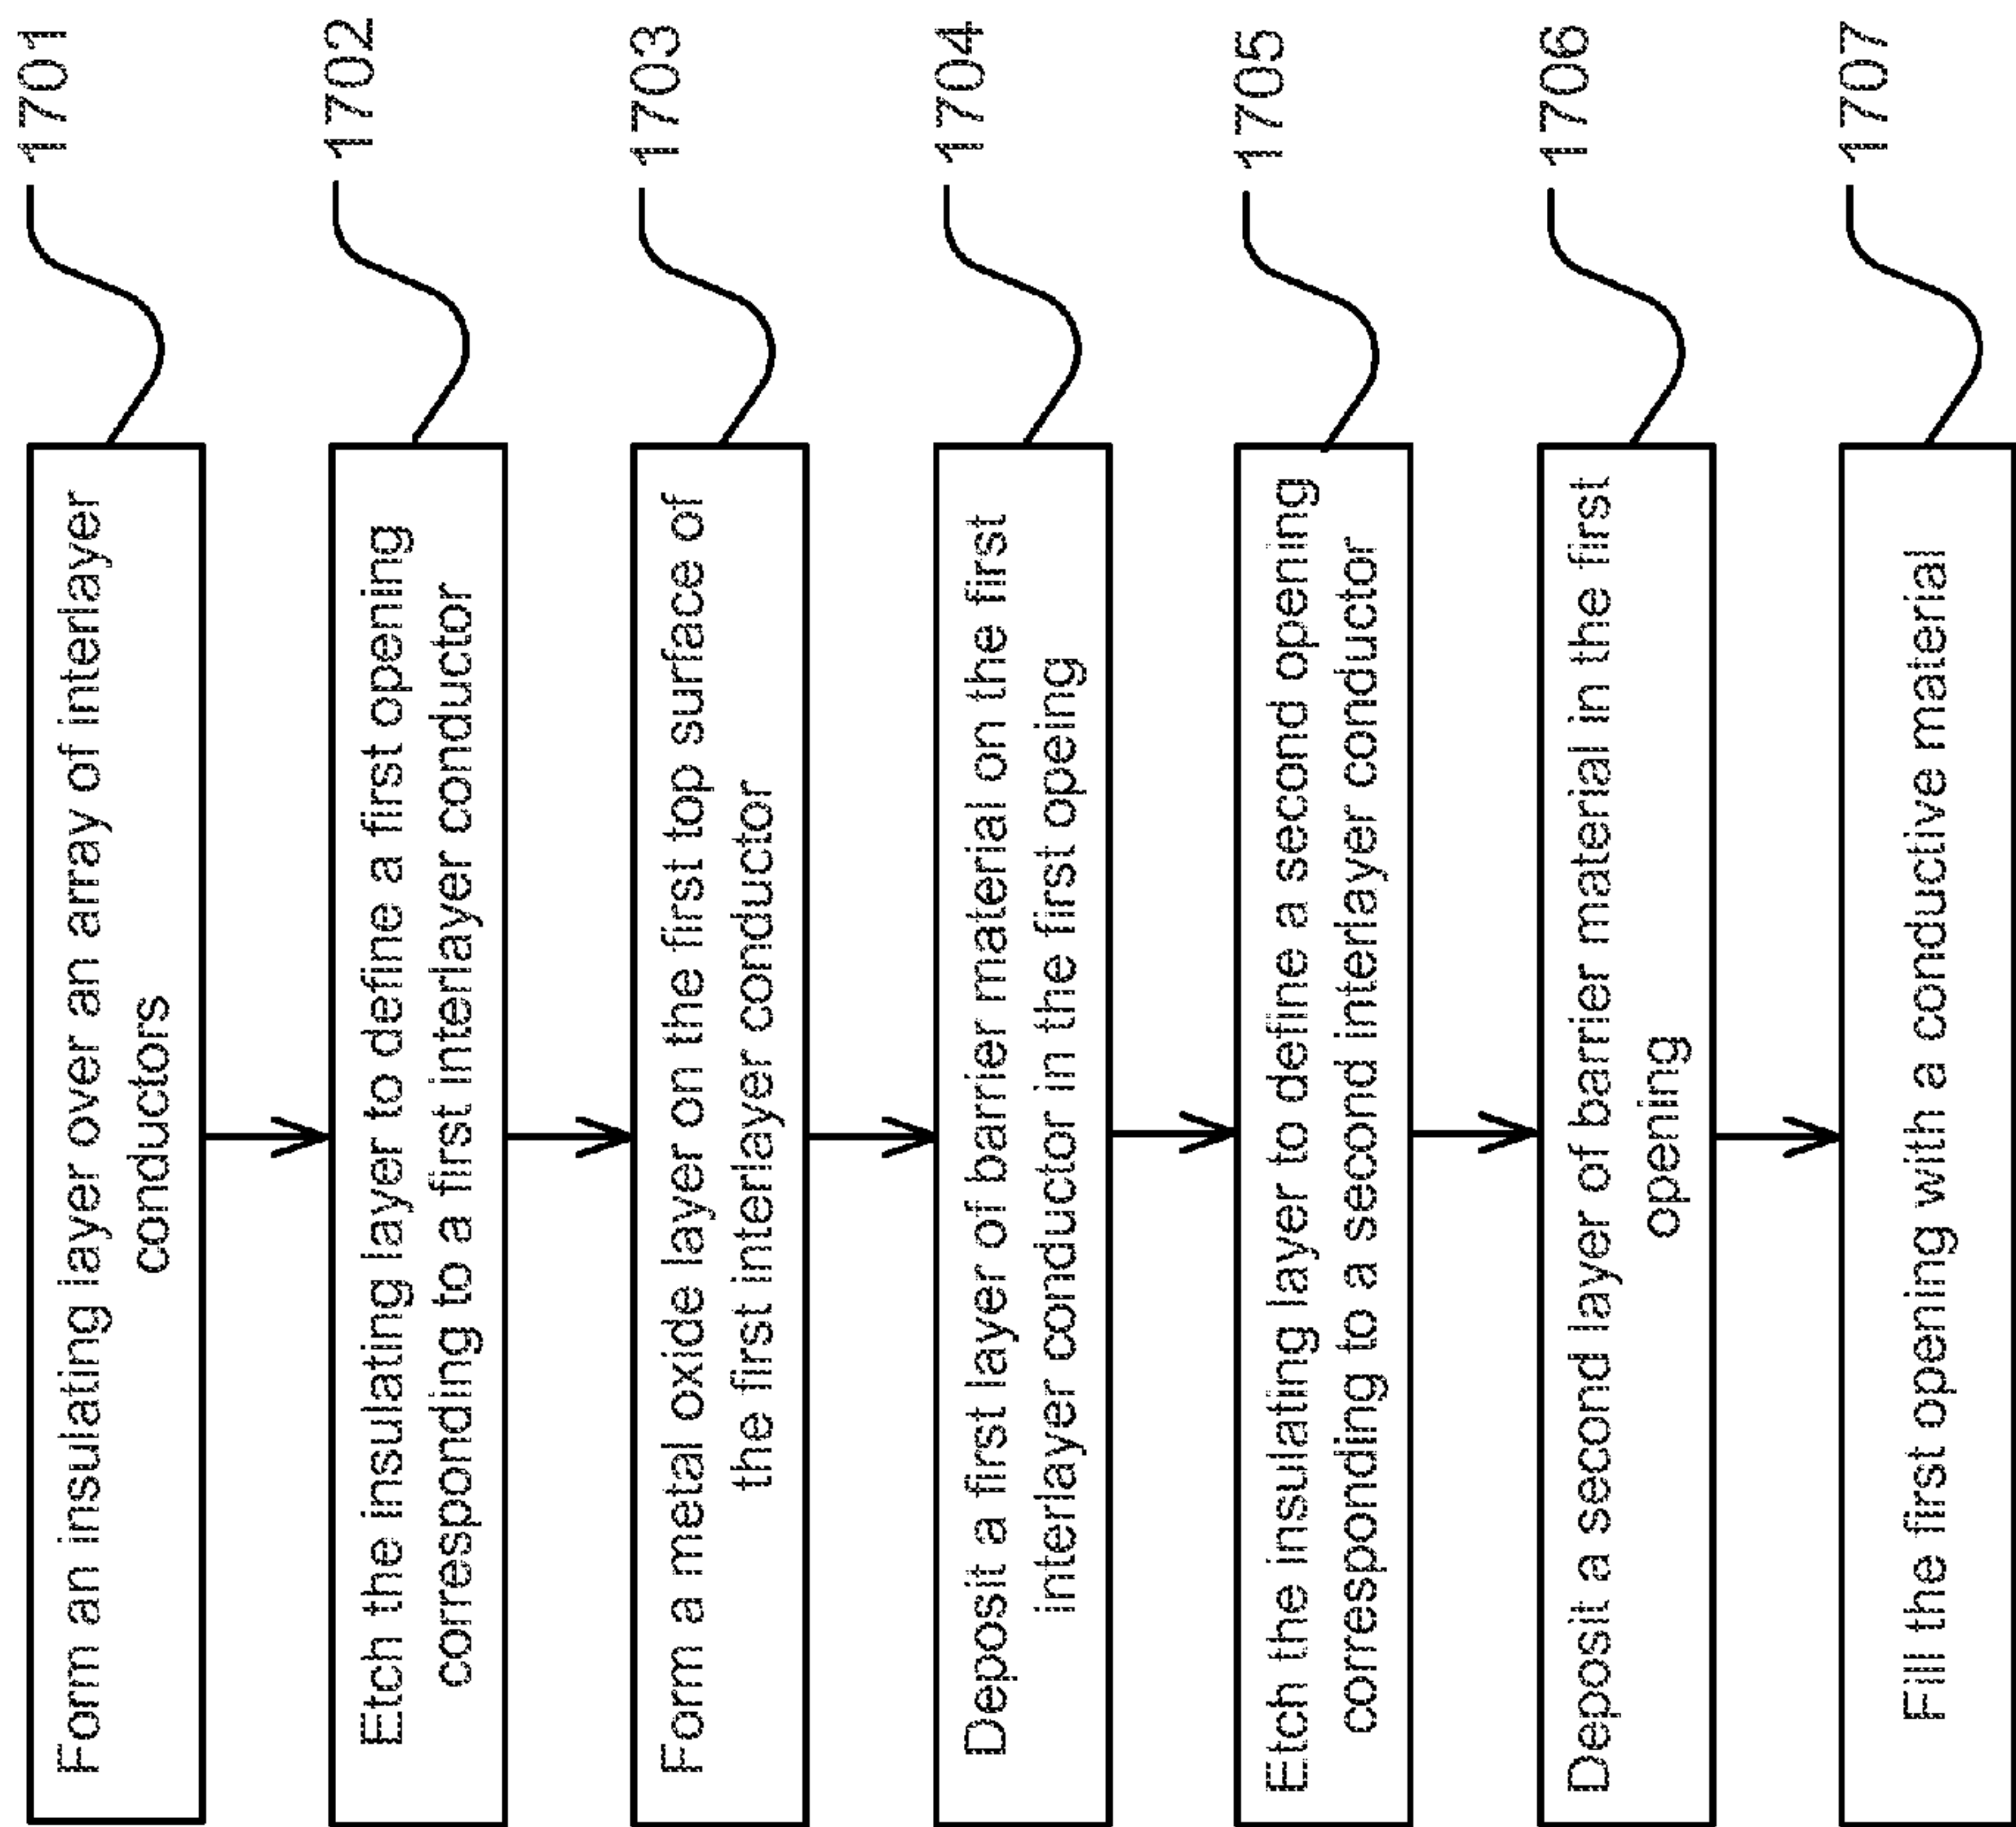 Form an insulating layer over an array of interlayer
conductors
1701
Etch the insulating layer to define a first opening
corresponding to a first interlayer conductor
1702
Form a metal oxide layer on the first top surface of
the first interlayer conductor
1703
Deposit a first layer of barrier material on the first
interlayer conductor in the first opeing
1704
Etch the insulating layer to define a second opening
corresponding to a second interlayer conductor
1705
Deposit a second layer of barrier material in the first
opening
1706
Fill the first opening with a conductive material
1707